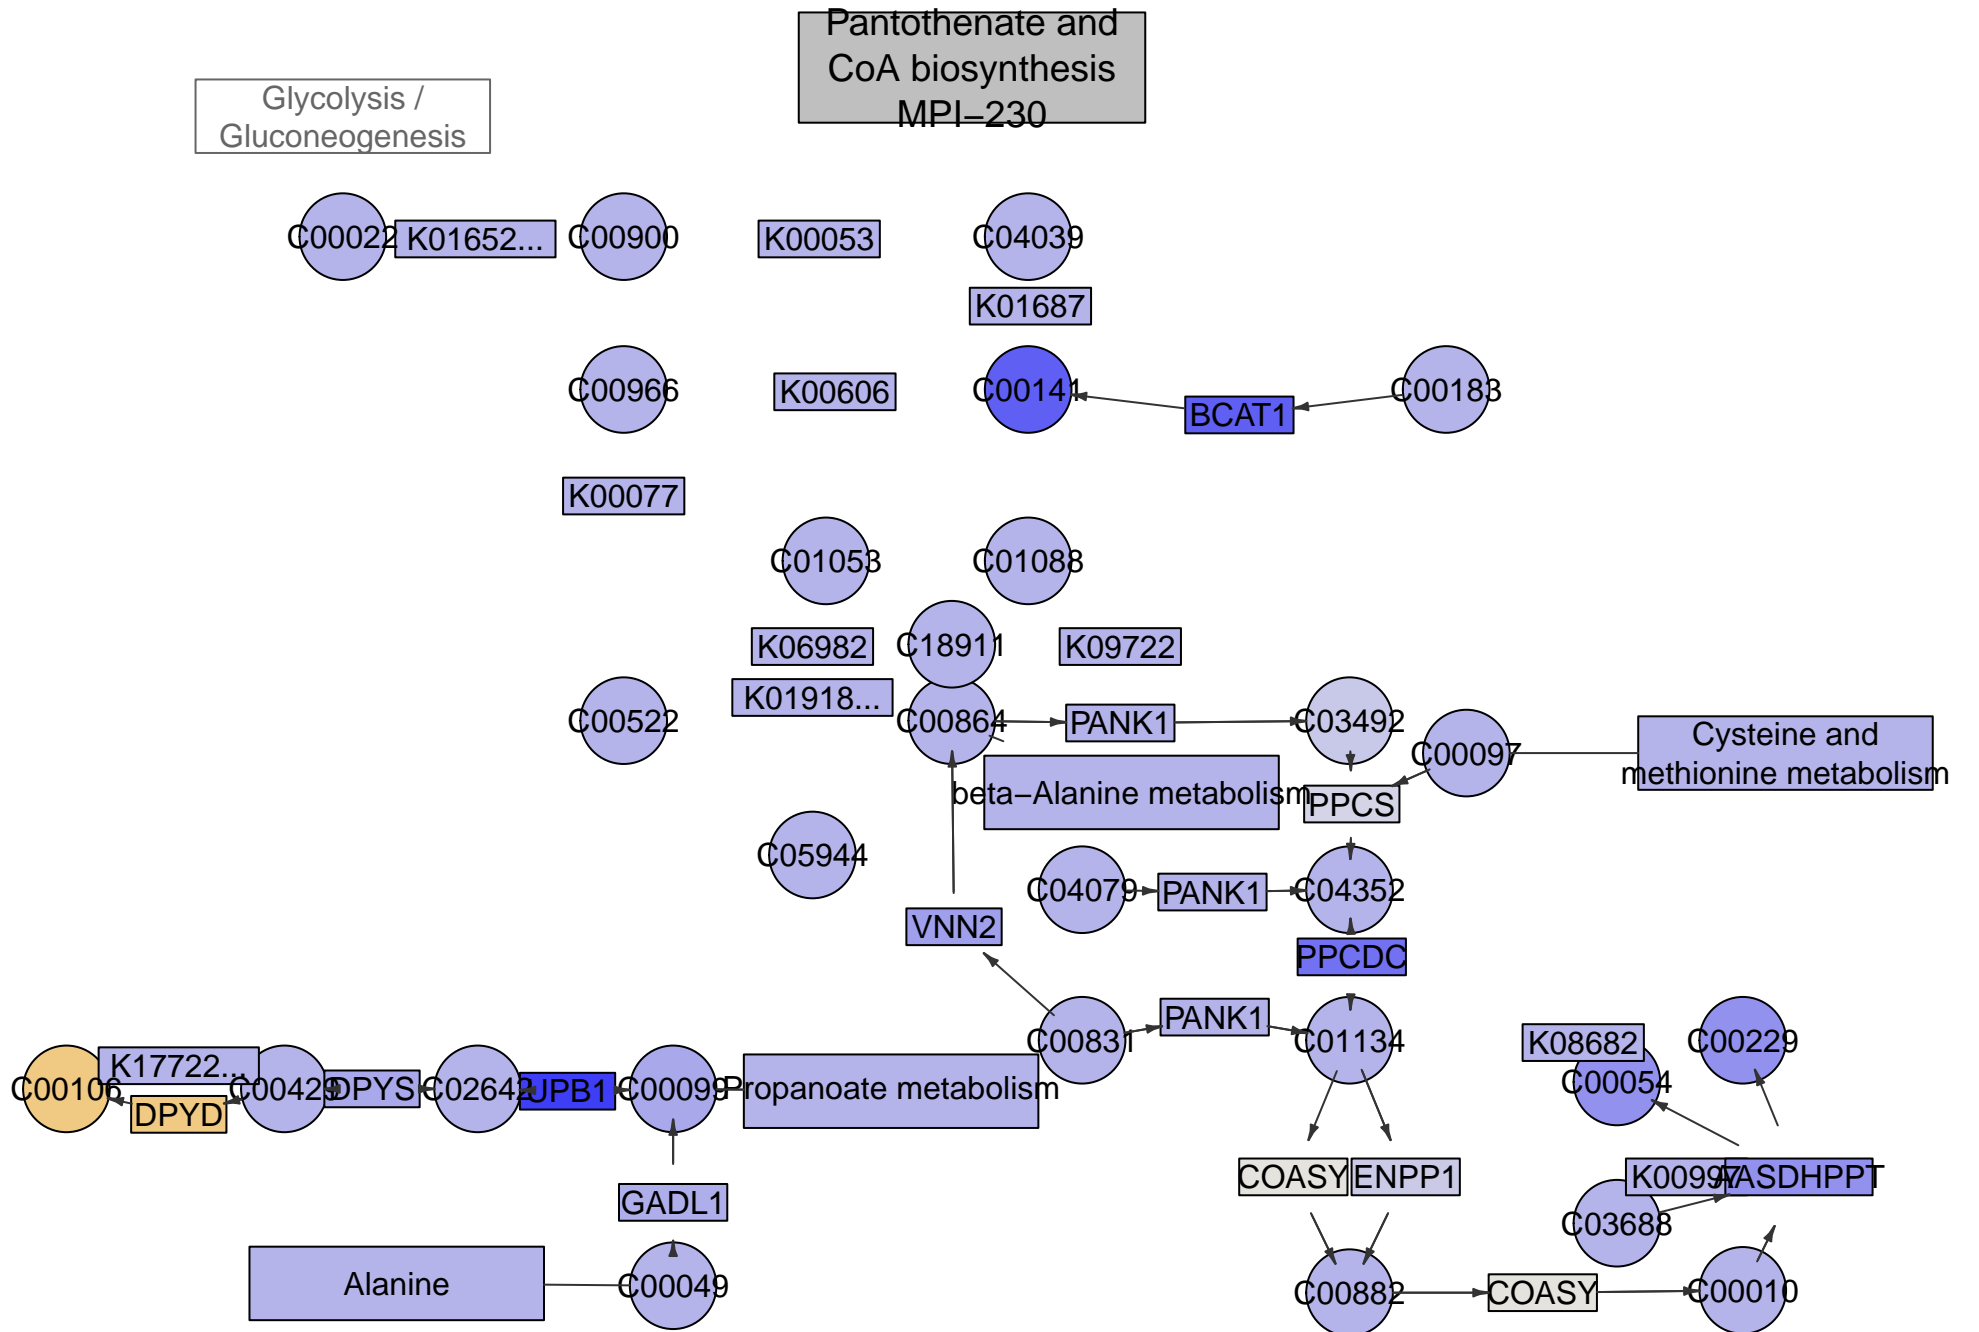 Pantothenate and
CoA biosynthesis
MPI−230
Glycolysis /
Gluconeogenesis
C00022
K01652...
C00900
K00053
C04039
K01687
C00966
K00606
C00141
BCAT1
C00183
K00077
C01053
C01088
K06982
C18911
K09722
K01918...
C00522
C00864
PANK1
C03492
C00097
Cysteine and
methionine metabolism
beta−Alanine metabolism
PPCS
C05944
C04079
PANK1
C04352
VNN2
PPCDC
C00831
PANK1
C01134
K08682
C00229
C00054
C00106
K17722...
DPYD
C00429
DPYS
C02642
UPB1
C00099
Propanoate metabolism
COASY
ENPP1
K00997
AASDHPPT
GADL1
C03688
Alanine
C00049
C00882
COASY
C00010